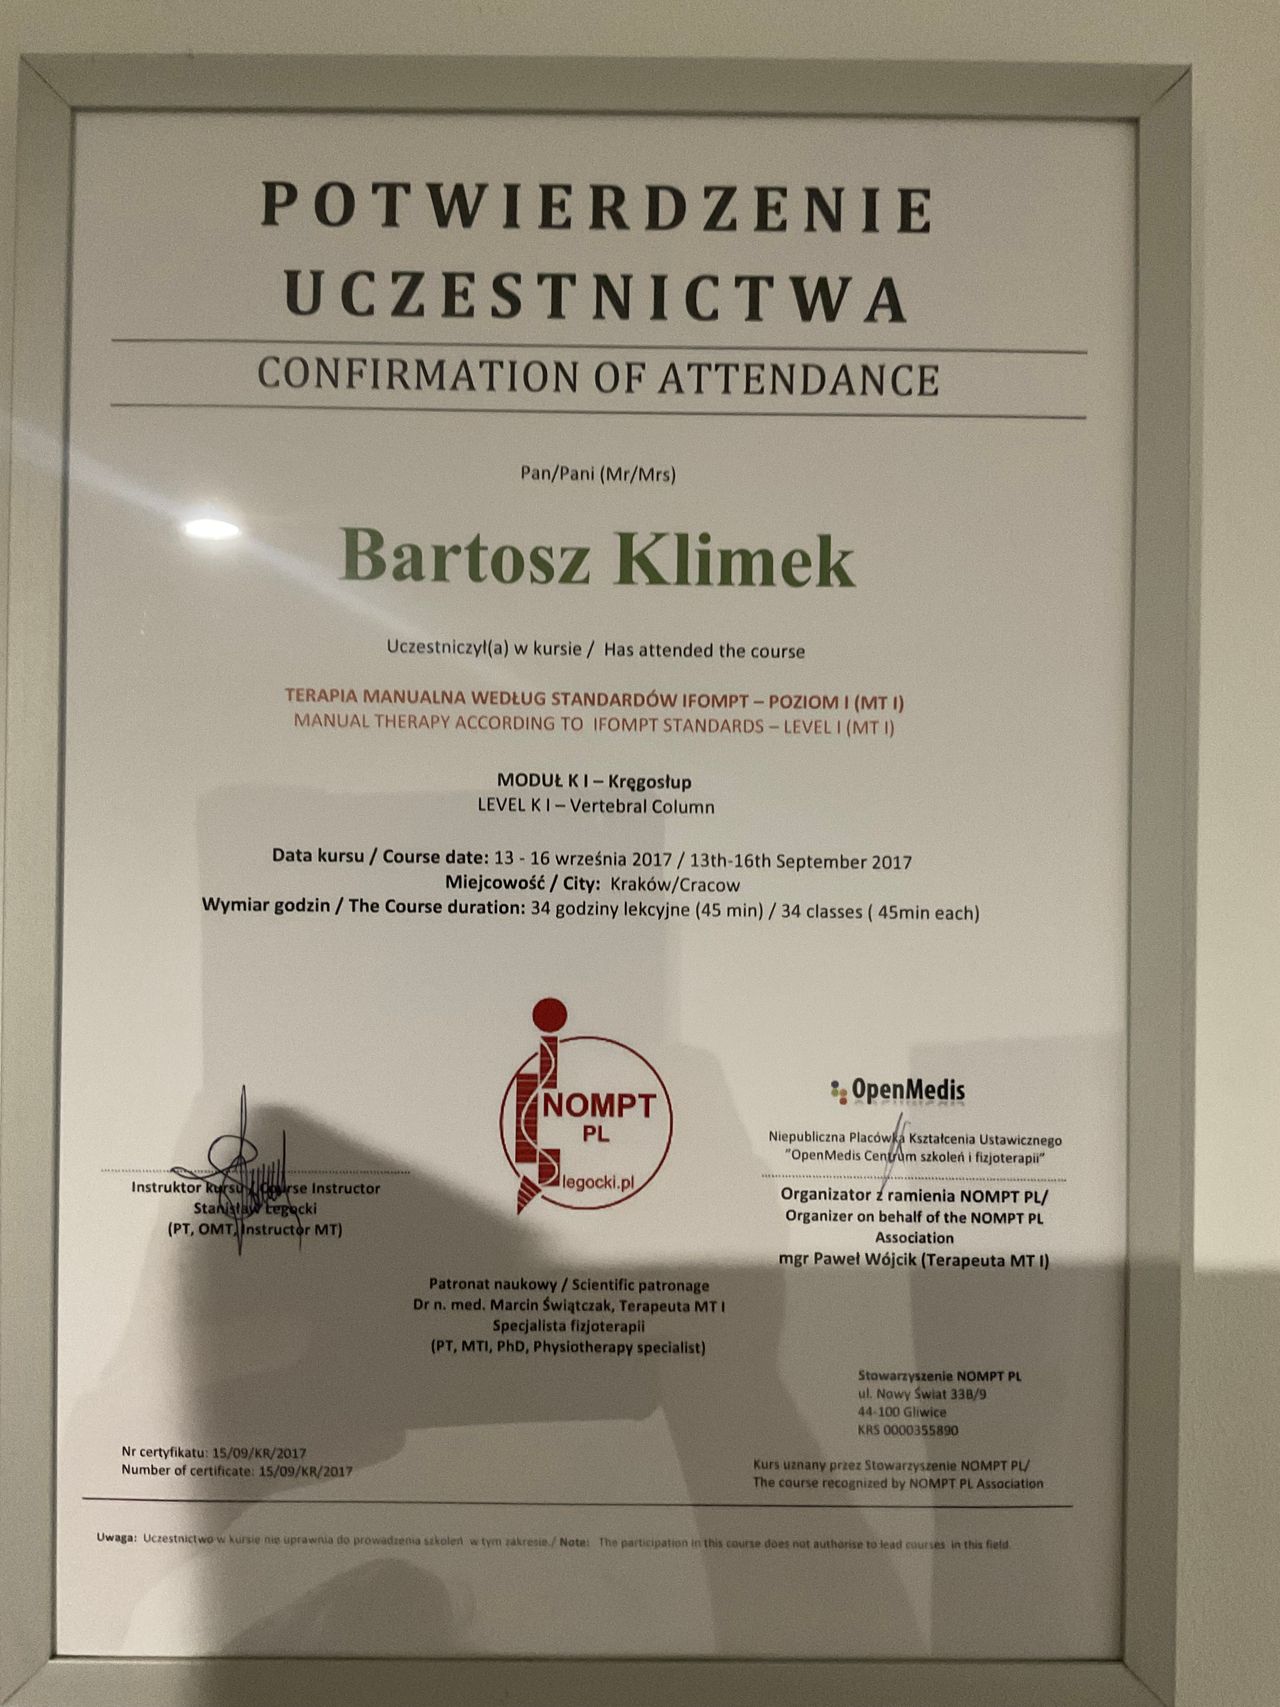 POTWIERDZENIE
UCZESTNICTWA
CONFIRMATION OF ATTENDANCE
Pan/Pani (Mr/Mrs)
Bartosz Klimek
Uczestniczył(a) w kursie / Has attended the course
TERAPIA MANUALNA WEDŁUG STANDARDÓW IFOMPT – POZIOM I (MT I)
MANUAL THERAPY ACCORDING TO IFOMPT STANDARDS – LEVEL I (MT I)
MODUŁ K I – Kręgosłup
LEVEL K I – Vertebral Column
Data kursu / Course date: 13 - 16 września 2017 / 13th-16th September 2017
Miejcowość / City: Kraków/Cracow
Wymiar godzin / The Course duration: 34 godziny lekcyjne (45 min) / 34 classes ( 45min each)
NOMPT
PL
legocki.pl
Instruktor kursu / Course Instructor
Stanisław Łegocki
(PT, OMT, Instructor MT)
OpenMedis
Niepubliczna Placówka Kształcenia Ustawicznego
"OpenMedis Centrum szkoleń i fizjoterapii"
Organizator z ramienia NOMPT PL/
Organizer on behalf of the NOMPT PL
Association
mgr Paweł Wójcik (Terapeuta MT I)
Patronat naukowy / Scientific patronage
Dr n. med. Marcin Świątczak, Terapeuta MT I
Specjalista fizjoterapii
(PT, MTI, PhD, Physiotherapy specialist)
Stowarzyszenie NOMPT PL
ul. Nowy Świat 33B/9
44-100 Gliwice
KRS 0000355890
Nr certyfikatu: 15/09/KR/2017
Number of certificate: 15/09/KR/2017
Kurs uznany przez Stowarzyszenie NOMPT PL/
The course recognized by NOMPT PL Association
Uwaga: Uczestnictwo w kursie nie uprawnia do prowadzenia szkoleń w tym zakresie./ Note: The participation in this course does not authorise to lead courses in this field.